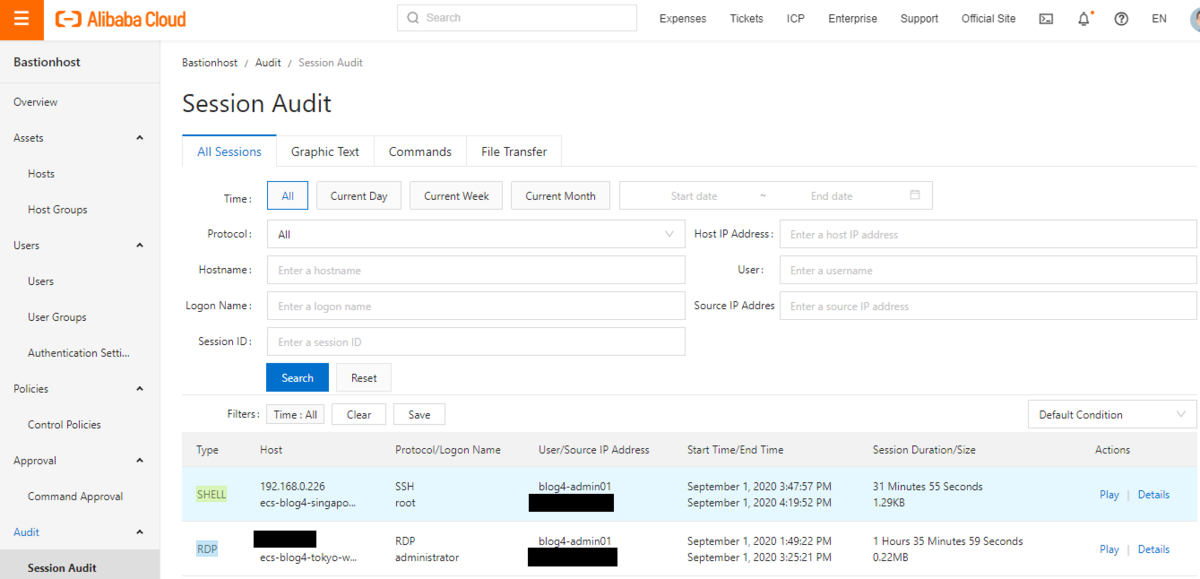 Alibaba Cloud
Search
Expenses Tickets ICP Enterprise Support Official Site EN
Bastionhost
Overview
Assets
Hosts
Host Groups
Users
Users
User Groups
Authentication Setti...
Policies
Control Policies
Approval
Command Approval
Audit
Session Audit
Bastionhost / Audit / Session Audit
Session Audit
All Sessions Graphic Text Commands File Transfer
Time: All Current Day Current Week Current Month Start date ~ End date
Protocol: All Host IP Address: Enter a host IP address
Hostname: Enter a hostname User: Enter a username
Logon Name: Enter a logon name Source IP Addres Enter a source IP address
Session ID: Enter a session ID
Search Reset
Filters: Time : All Clear Save Default Condition
Type Host Protocol/Logon Name User/Source IP Address Start Time/End Time Session Duration/Size Actions
SHELL 192.168.0.226 SSH blog4-admin01 September 1, 2020 3:47:57 PM 31 Minutes 55 Seconds Play | Details
ecs-blog4-singapo... root September 1, 2020 4:19:52 PM 1.29KB
RDP RDP blog4-admin01 September 1, 2020 1:49:22 PM 1 Hours 35 Minutes 59 Seconds Play | Details
ecs-blog4-tokyo-w... administrator September 1, 2020 3:25:21 PM 0.22MB